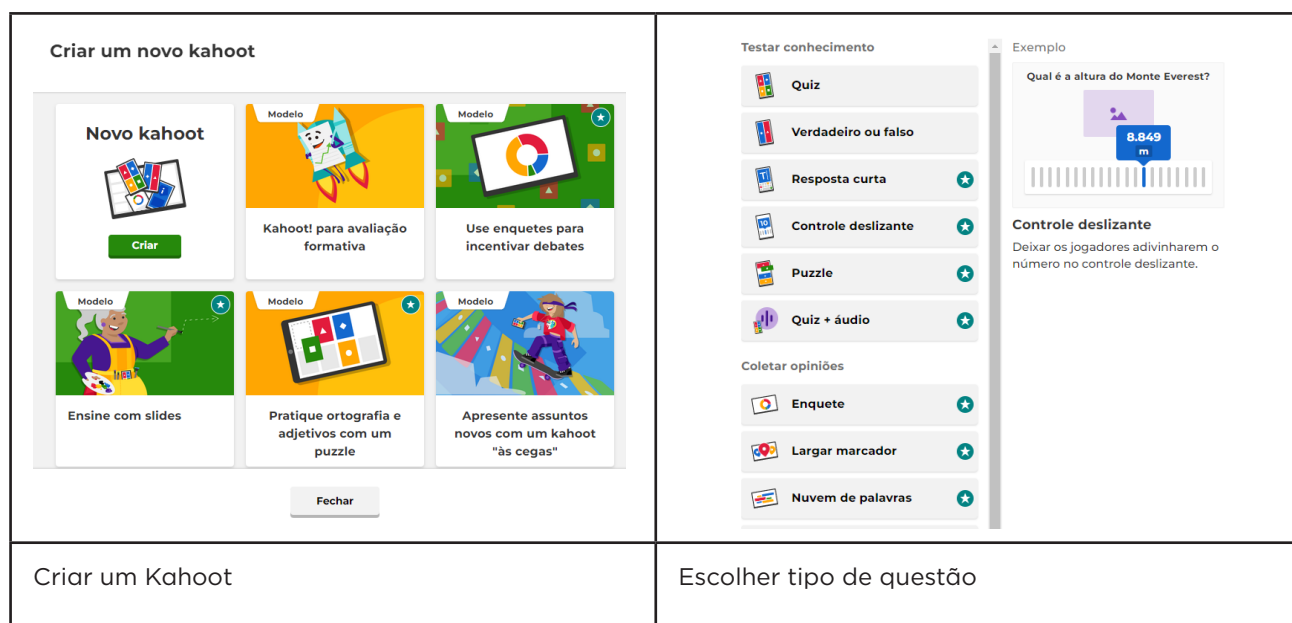 Criar um novo kahoot
Novo kahoot
Criar
Modelo
Kahoot! para avaliação
formativa
Modelo
Use enquetes para
incentivar debates
Modelo
Ensine com slides
Modelo
Pratique ortografia e
adjetivos com um
puzzle
Modelo
Apresente assuntos
novos com um kahoot
"às cegas"
Fechar
Testar conhecimento
Quiz
Verdadeiro ou falso
Resposta curta
Controle deslizante
Puzzle
Quiz + áudio
Coletar opiniões
Enquete
Largar marcador
Nuvem de palavras
Exemplo
Qual é a altura do Monte Everest?
8.849
m
Controle deslizante
Deixar os jogadores adivinharem o
número no controle deslizante.
Criar um Kahoot
Escolher tipo de questão